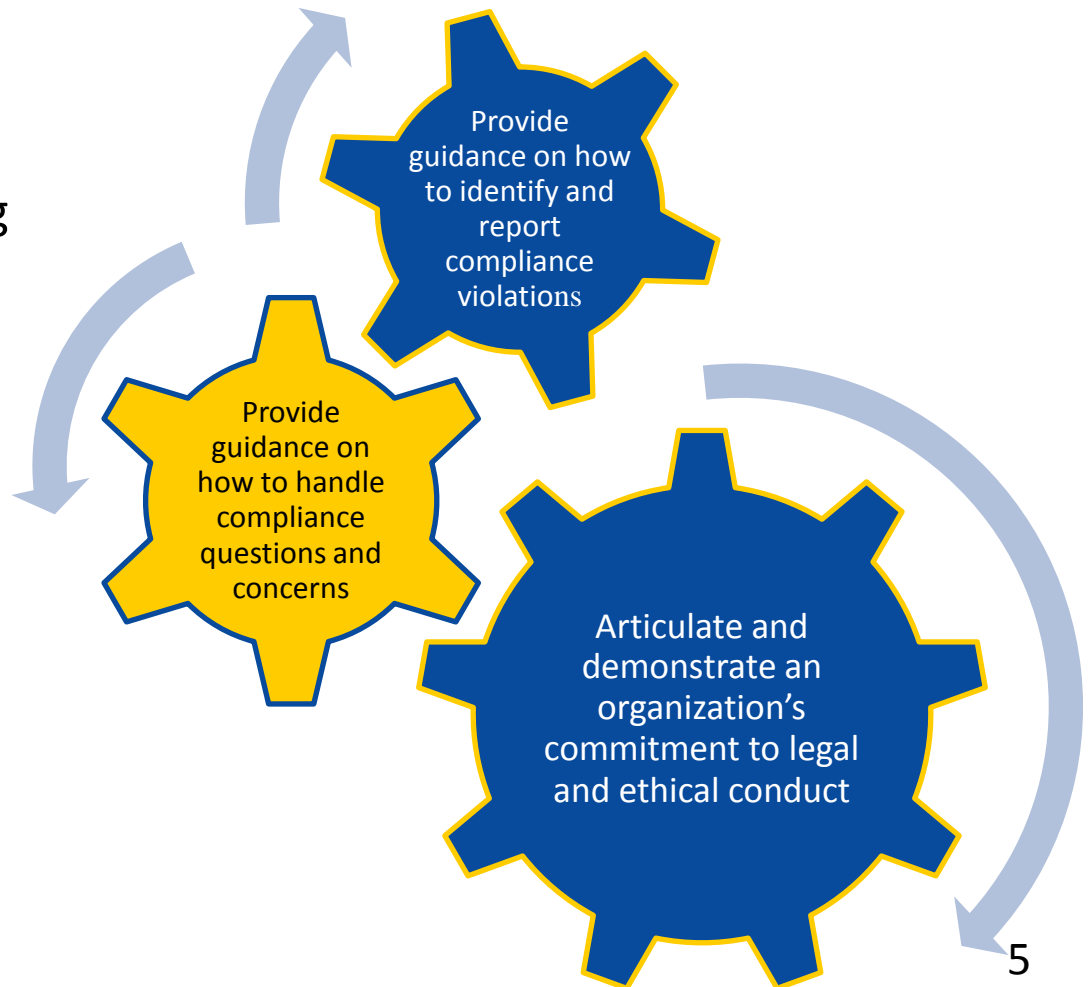 g
Provide
guidance on how
to identify and
report
compliance
violations
Provide
guidance on
how to handle
compliance
questions and
concerns
Articulate and
demonstrate an
organization’s
commitment to legal
and ethical conduct
5